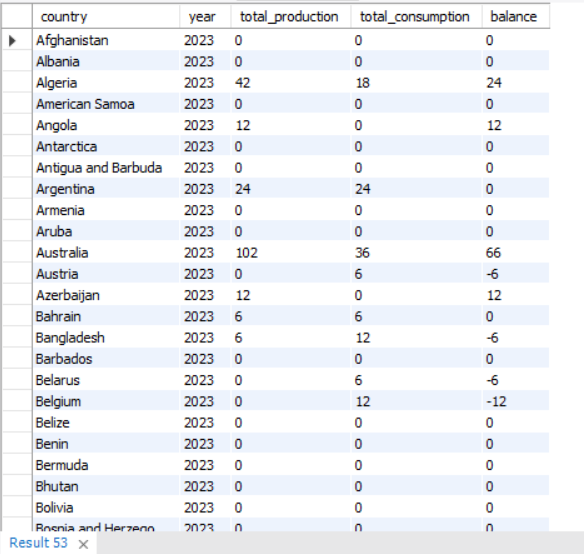 country year total_production total_consumption balance
Afghanistan 2023 0 0 0
Albania 2023 0 0 0
Algeria 2023 42 18 24
American Samoa 2023 0 0 0
Angola 2023 12 0 12
Antarctica 2023 0 0 0
Antigua and Barbuda 2023 0 0 0
Argentina 2023 24 24 0
Armenia 2023 0 0 0
Aruba 2023 0 0 0
Australia 2023 102 36 66
Austria 2023 0 6 -6
Azerbaijan 2023 12 0 12
Bahrain 2023 6 6 0
Bangladesh 2023 6 12 -6
Barbados 2023 0 0 0
Belarus 2023 0 6 -6
Belgium 2023 0 12 -12
Belize 2023 0 0 0
Benin 2023 0 0 0
Bermuda 2023 0 0 0
Bhutan 2023 0 0 0
Bolivia 2023 0 0 0
Bosnia and Herzego 2023 0 0 0
Result 53